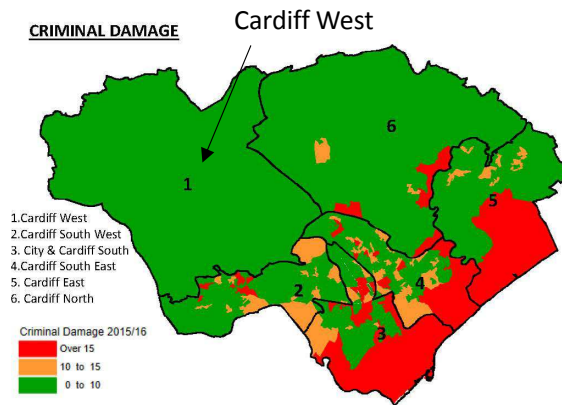 CRIMINAL DAMAGE
Cardiff West
6
1
5
1.Cardiff West
2.Cardiff South West
3. City & Cardiff South
4.Cardiff South East
5. Cardiff East
6. Cardiff North
2
4
3
Criminal Damage 2015/16
Over 15
10 to 15
0 to 10